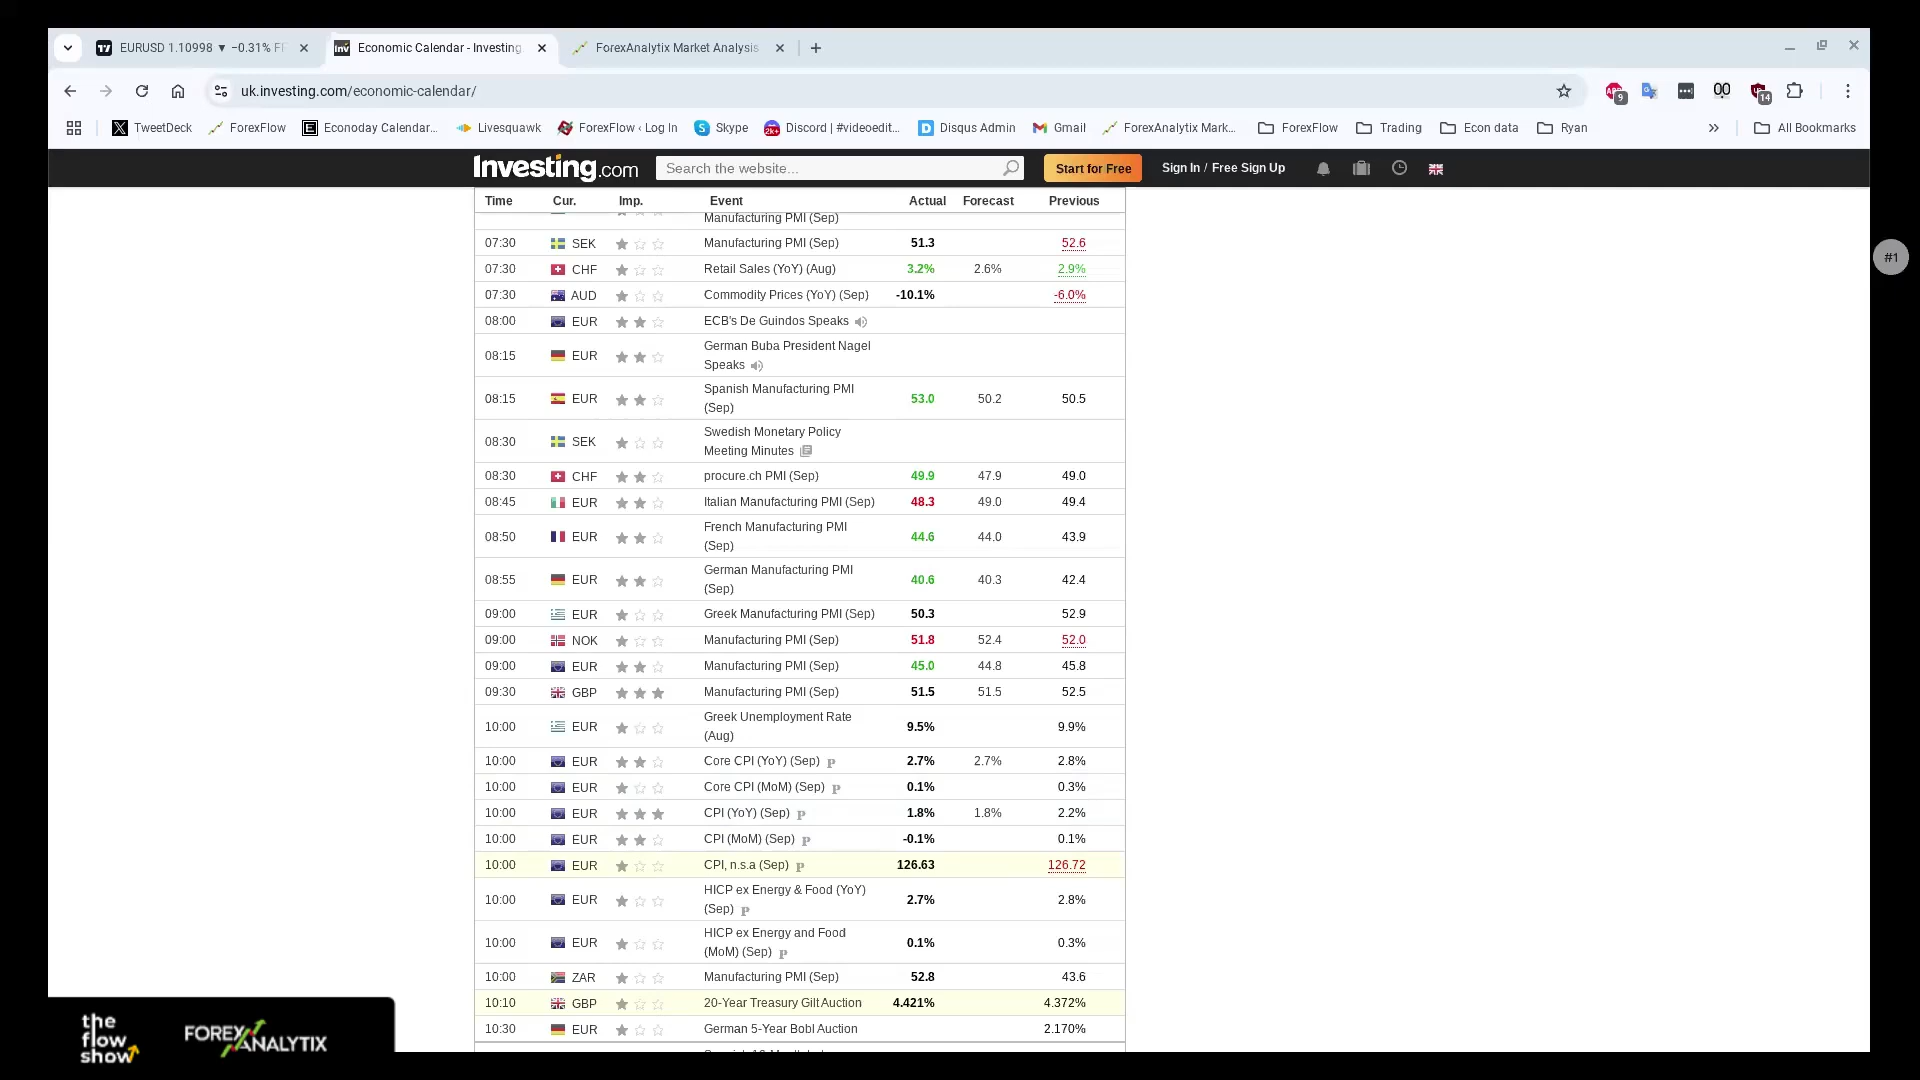 EURUSD 1.10998 ▼ −0.31% Fi
Economic Calendar - Investing.
ForexAnalytix Market Analysis
uk.investing.com/economic-calendar/
9
14
TweetDeck
ForexFlow
Econoday Calendar...
Livesquawk
ForexFlow ‹ Log In
Skype
Discord | #videoedit...
Disqus Admin
Gmail
ForexAnalytix Mark...
ForexFlow
Trading
Econ data
Ryan
All Bookmarks
Investing.com
Search the website...
Start for Free
Sign In / Free Sign Up
#1
Time Cur. Imp. Event Actual Forecast Previous
Manufacturing PMI (Sep)
07:30 SEK Manufacturing PMI (Sep) 51.3 52.6
07:30 CHF Retail Sales (YoY) (Aug) 3.2% 2.6% 2.9%
07:30 AUD Commodity Prices (YoY) (Sep) -10.1% -6.0%
08:00 EUR ECB's De Guindos Speaks
08:15 EUR German Buba President Nagel
Speaks
08:15 EUR Spanish Manufacturing PMI
(Sep) 53.0 50.2 50.5
08:30 SEK Swedish Monetary Policy
Meeting Minutes
08:30 CHF procure.ch PMI (Sep) 49.9 47.9 49.0
08:45 EUR Italian Manufacturing PMI (Sep) 48.3 49.0 49.4
08:50 EUR French Manufacturing PMI
(Sep) 44.6 44.0 43.9
08:55 EUR German Manufacturing PMI
(Sep) 40.6 40.3 42.4
09:00 EUR Greek Manufacturing PMI (Sep) 50.3 52.9
09:00 NOK Manufacturing PMI (Sep) 51.8 52.4 52.0
09:00 EUR Manufacturing PMI (Sep) 45.0 44.8 45.8
09:30 GBP Manufacturing PMI (Sep) 51.5 51.5 52.5
10:00 EUR Greek Unemployment Rate
(Aug) 9.5% 9.9%
10:00 EUR Core CPI (YoY) (Sep) P 2.7% 2.7% 2.8%
10:00 EUR Core CPI (MoM) (Sep) P 0.1% 0.3%
10:00 EUR CPI (YoY) (Sep) P 1.8% 1.8% 2.2%
10:00 EUR CPI (MoM) (Sep) P -0.1% 0.1%
10:00 EUR CPI, n.s.a (Sep) P 126.63 126.72
10:00 EUR HICP ex Energy & Food (YoY)
(Sep) P 2.7% 2.8%
10:00 EUR HICP ex Energy and Food
(MoM) (Sep) P 0.1% 0.3%
10:00 ZAR Manufacturing PMI (Sep) 52.8 43.6
10:10 GBP 20-Year Treasury Gilt Auction 4.421% 4.372%
10:30 EUR German 5-Year Bobl Auction 2.170%
the
flow
show
FOREX ANALYTIX